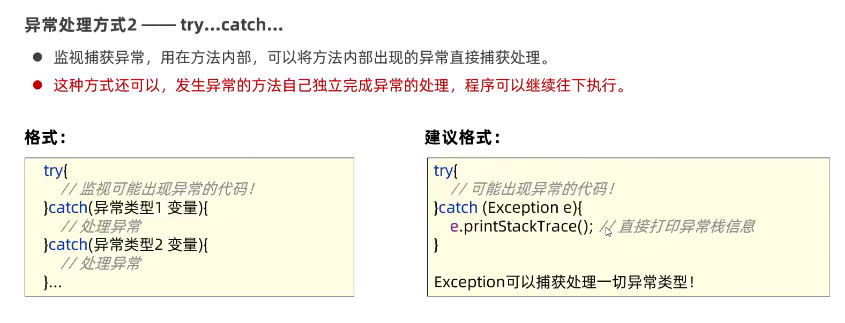 异常处理方式2 —— try...catch...
● 监视捕获异常，用在方法内部，可以将方法内部出现的异常直接捕获处理。
● 这种方式还可以，发生异常的方法自己独立完成异常的处理，程序可以继续往下执行。
格式：
try{
// 监视可能出现异常的代码！
}catch(异常类型1 变量){
// 处理异常
}catch(异常类型2 变量){
// 处理异常
}...
建议格式：
try{
// 可能出现异常的代码！
}catch (Exception e){
e.printStackTrace(); // 直接打印异常栈信息
}
Exception可以捕获处理一切异常类型！